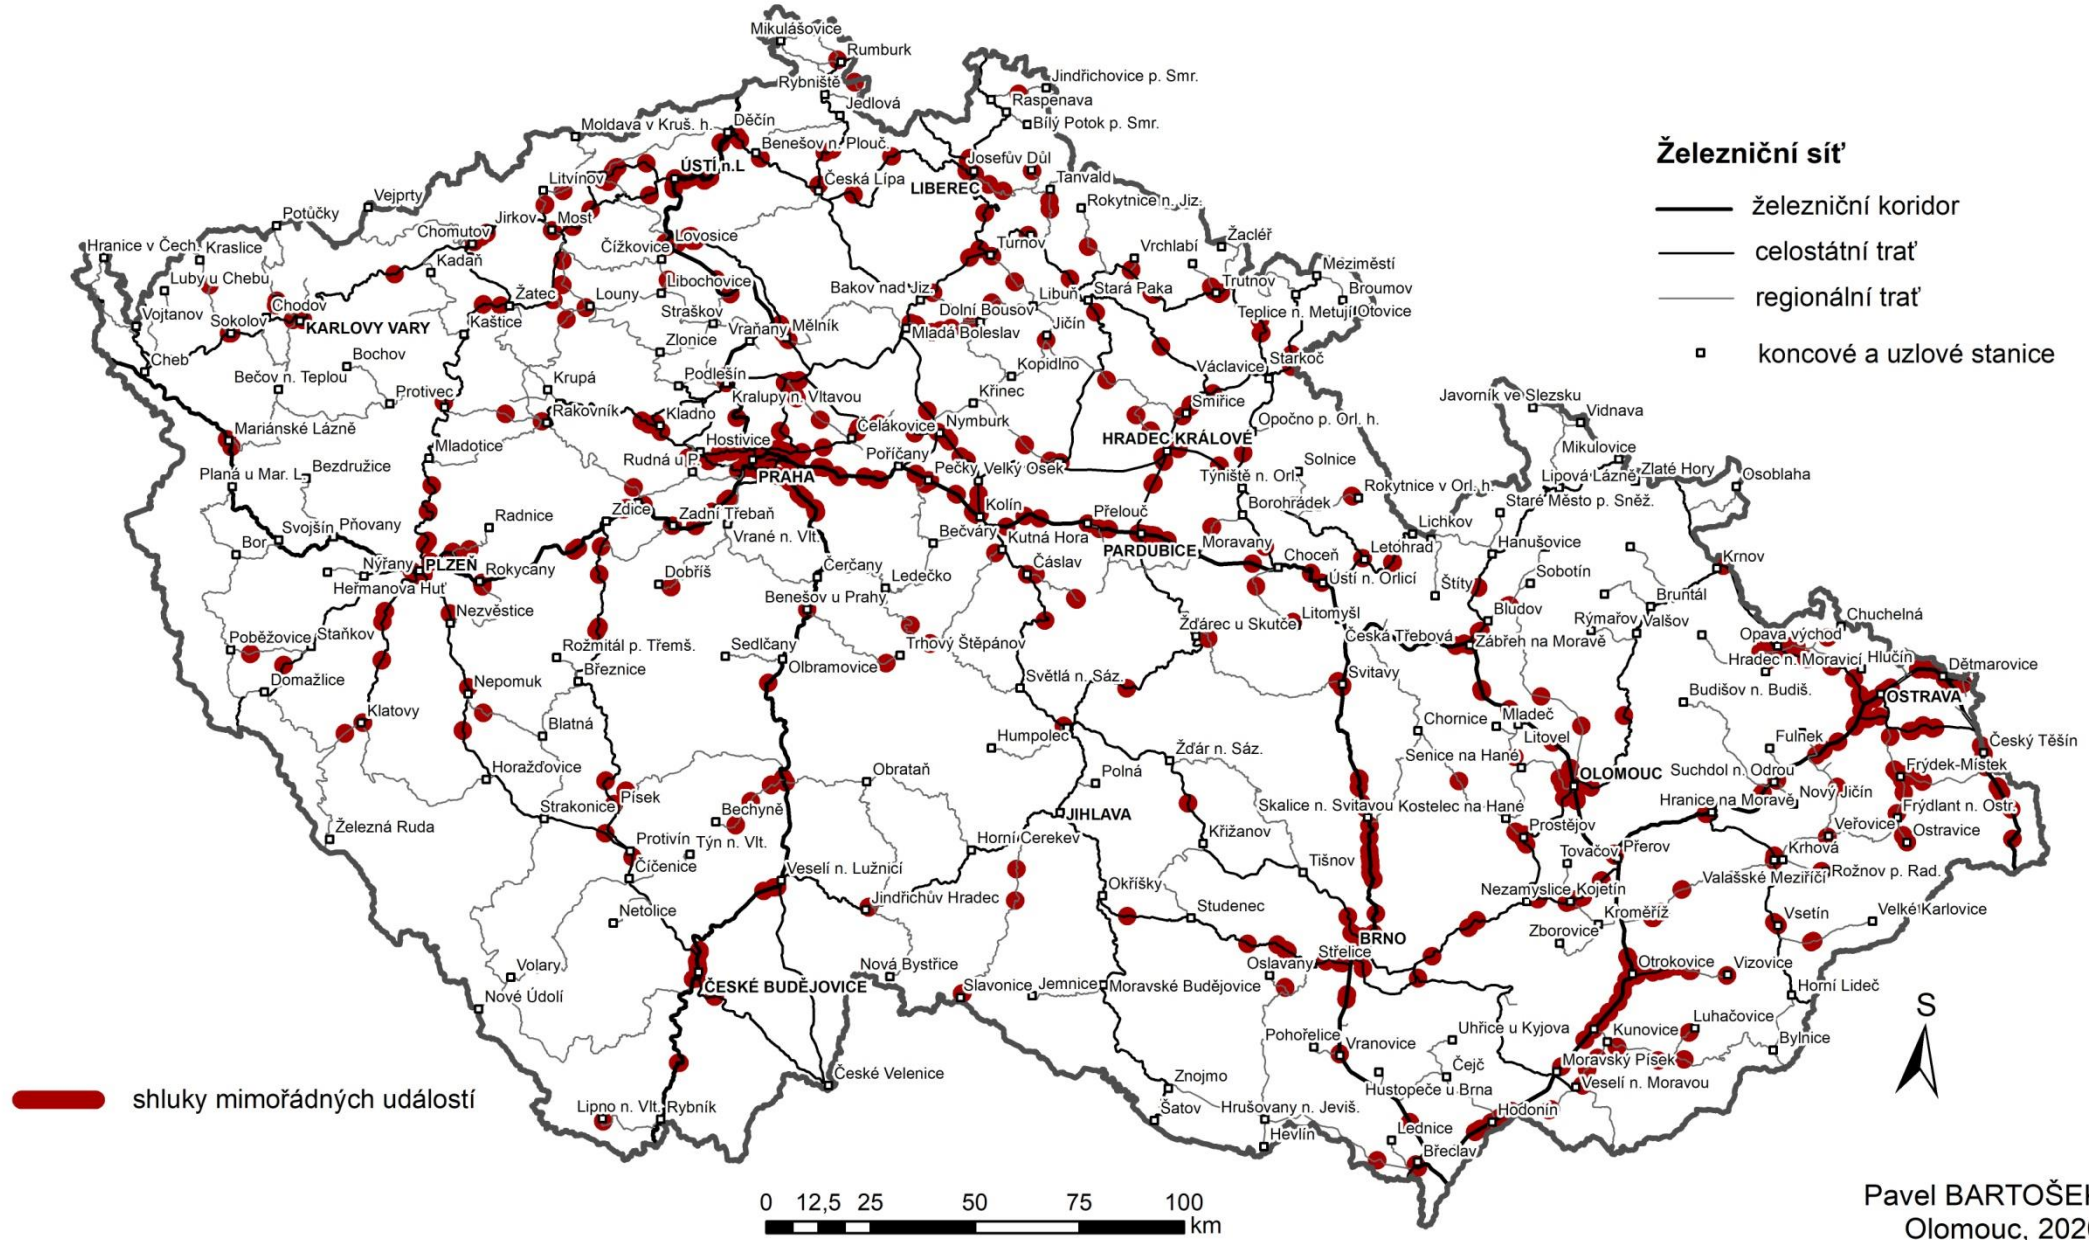 Mikulášovice
Rumburk
Rybniště
Jindřichovice p. Smr.
Jedlová
Raspenava
Moldava v Kruš. h.
Děčín
Bílý Potok p. Smr.
Benešov n. Plouč.
Železniční síť
ÚSTÍ n.L
Josefův Důl
Litvínov
Česká Lípa
LIBEREC
Tanvald
Vejprty
Rokytnice n. Jiz.
železniční koridor
Potůčky
Jirkov
Most
Chomutov
Lovosice
Hranice v Čech.
Kraslice
Čížkovice
Turnov
Vrchlabí
Žacléř
celostátní trať
Kadaň
Meziměstí
Luby u Chebu
Libochovice
Bakov nad Jiz.
Libuň
Stará Paka
Trutnov
Broumov
regionální trať
Chodov
Žatec
Louny
Dolní Bousov
Vojtanov
Sokolov
KARLOVY VARY
Kaštice
Straškov
Vraňany
Mělník
Mladá Boleslav
Jičín
Teplice n. Metují
Otovice
Cheb
Bochov
Zlonice
Kopidlno
Václavice
Starkoč
koncové a uzlové stanice
Bečov n. Teplou
Protivec
Krupá
Podlešín
Křinec
Kralupy n. Vltavou
Javorník ve Slezsku
Vidnava
Rakovník
Kladno
Smiřice
Mariánské Lázně
Mladotice
Hostivice
Čelákovice
Nymburk
HRADEC KRÁLOVÉ
Opočno p. Orl. h.
Mikulovice
Rudná u P.
Poříčany
Pečky
Velký Osek
Bezdružice
Planá u Mar. L.
PRAHA
Týniště n. Orl.
Solnice
Lipová Lázně
Zlaté Hory
Osoblaha
Rokytnice v Orl. h.
Staré Město p. Sněž.
Svojšín
Pňovany
Radnice
Zdice
Zadní Třebaň
Kolín
Přelouč
Borohrádek
Lichkov
Bor
Vrané n. Vlt.
Bečváry
Kutná Hora
PARDUBICE
Moravany
Choceň
Letohrad
Hanušovice
Nýřany
PLZEŇ
Rokycany
Dobříš
Čerčany
Ledečko
Čáslav
Ústí n. Orlicí
Štíty
Sobotín
Krnov
Heřmanova Huť
Nezvěstice
Benešov u Prahy
Litomyšl
Bludov
Rýmařov
Bruntál
Valšov
Chuchelná
Poběžovice
Staňkov
Rožmitál p. Třemš.
Sedlčany
Trhový Štěpánov
Žďárec u Skutče
Česká Třebová
Zábřeh na Moravě
Opava východ
Olbramovice
Hradec n. Moravicí
Hlučín
Dětmarovice
Domažlice
Nepomuk
Březnice
Světlá n. Sáz.
Svitavy
Budišov n. Budiš.
OSTRAVA
Klatovy
Blatná
Humpolec
Chornice
Mladeč
Litovel
Fulnek
Český Těšín
Žďár n. Sáz.
Senice na Hané
Horažďovice
Obrataň
Polná
OLOMOUC
Suchdol n. Odrou
Frýdek-Místek
Strakonice
Písek
Bechyně
Skalice n. Svitavou
Kostelec na Hané
Hranice na Moravě
Nový Jičín
Frýdlant n. Ostr.
Železná Ruda
JIHLAVA
Protivín
Týn n. Vlt.
Horní Cerekev
Křižanov
Prostějov
Veřovice
Ostravice
Číčenice
Tišnov
Tovačov
Přerov
Krhová
Veselí n. Lužnicí
Okříšky
Valašské Meziříčí
Rožnov p. Rad.
Jindřichův Hradec
Nezamyslice
Kojetín
Netolice
Studenec
Kroměříž
Vsetín
Velké Karlovice
BRNO
Zborovice
Střelice
Volary
Nová Bystřice
Oslavany
Otrokovice
Vizovice
Nové Údolí
ČESKÉ BUDĚJOVICE
Slavonice
Jemnice
Moravské Budějovice
Horní Lideč
S
Pohořelice
Vranovice
Uhřice u Kyjova
Kunovice
Luhačovice
Bylnice
České Velenice
Čejč
Moravský Písek
Znojmo
Hustopeče u Brna
Veselí n. Moravou
shluky mimořádných událostí
Lipno n. Vlt.
Rybník
Šatov
Hrušovany n. Jeviš.
Hodonín
Hevlín
Lednice
Břeclav
0 12,5 25 50 75 100
km
Pavel BARTOŠEK
Olomouc, 2020